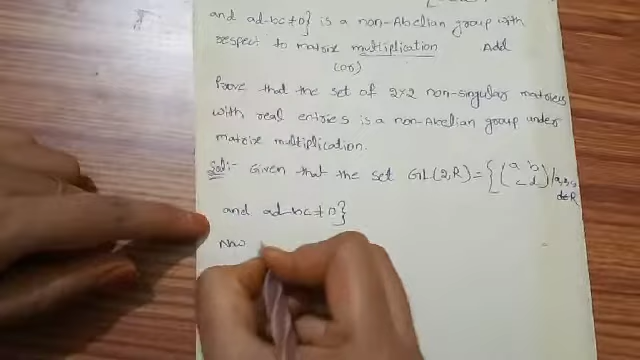 and ad-bc≠0} is a non-Abelian group with
respect to matrix multiplication Add
(or)
Prove that the set of 2×2 non-singular matrices
with real entries is a non-Abelian group under
matrix multiplication.
Sol:- Given that the set GL(2,R)={(a b
c d)/a,b,c,
d∈R
and ad-bc≠0}
Now